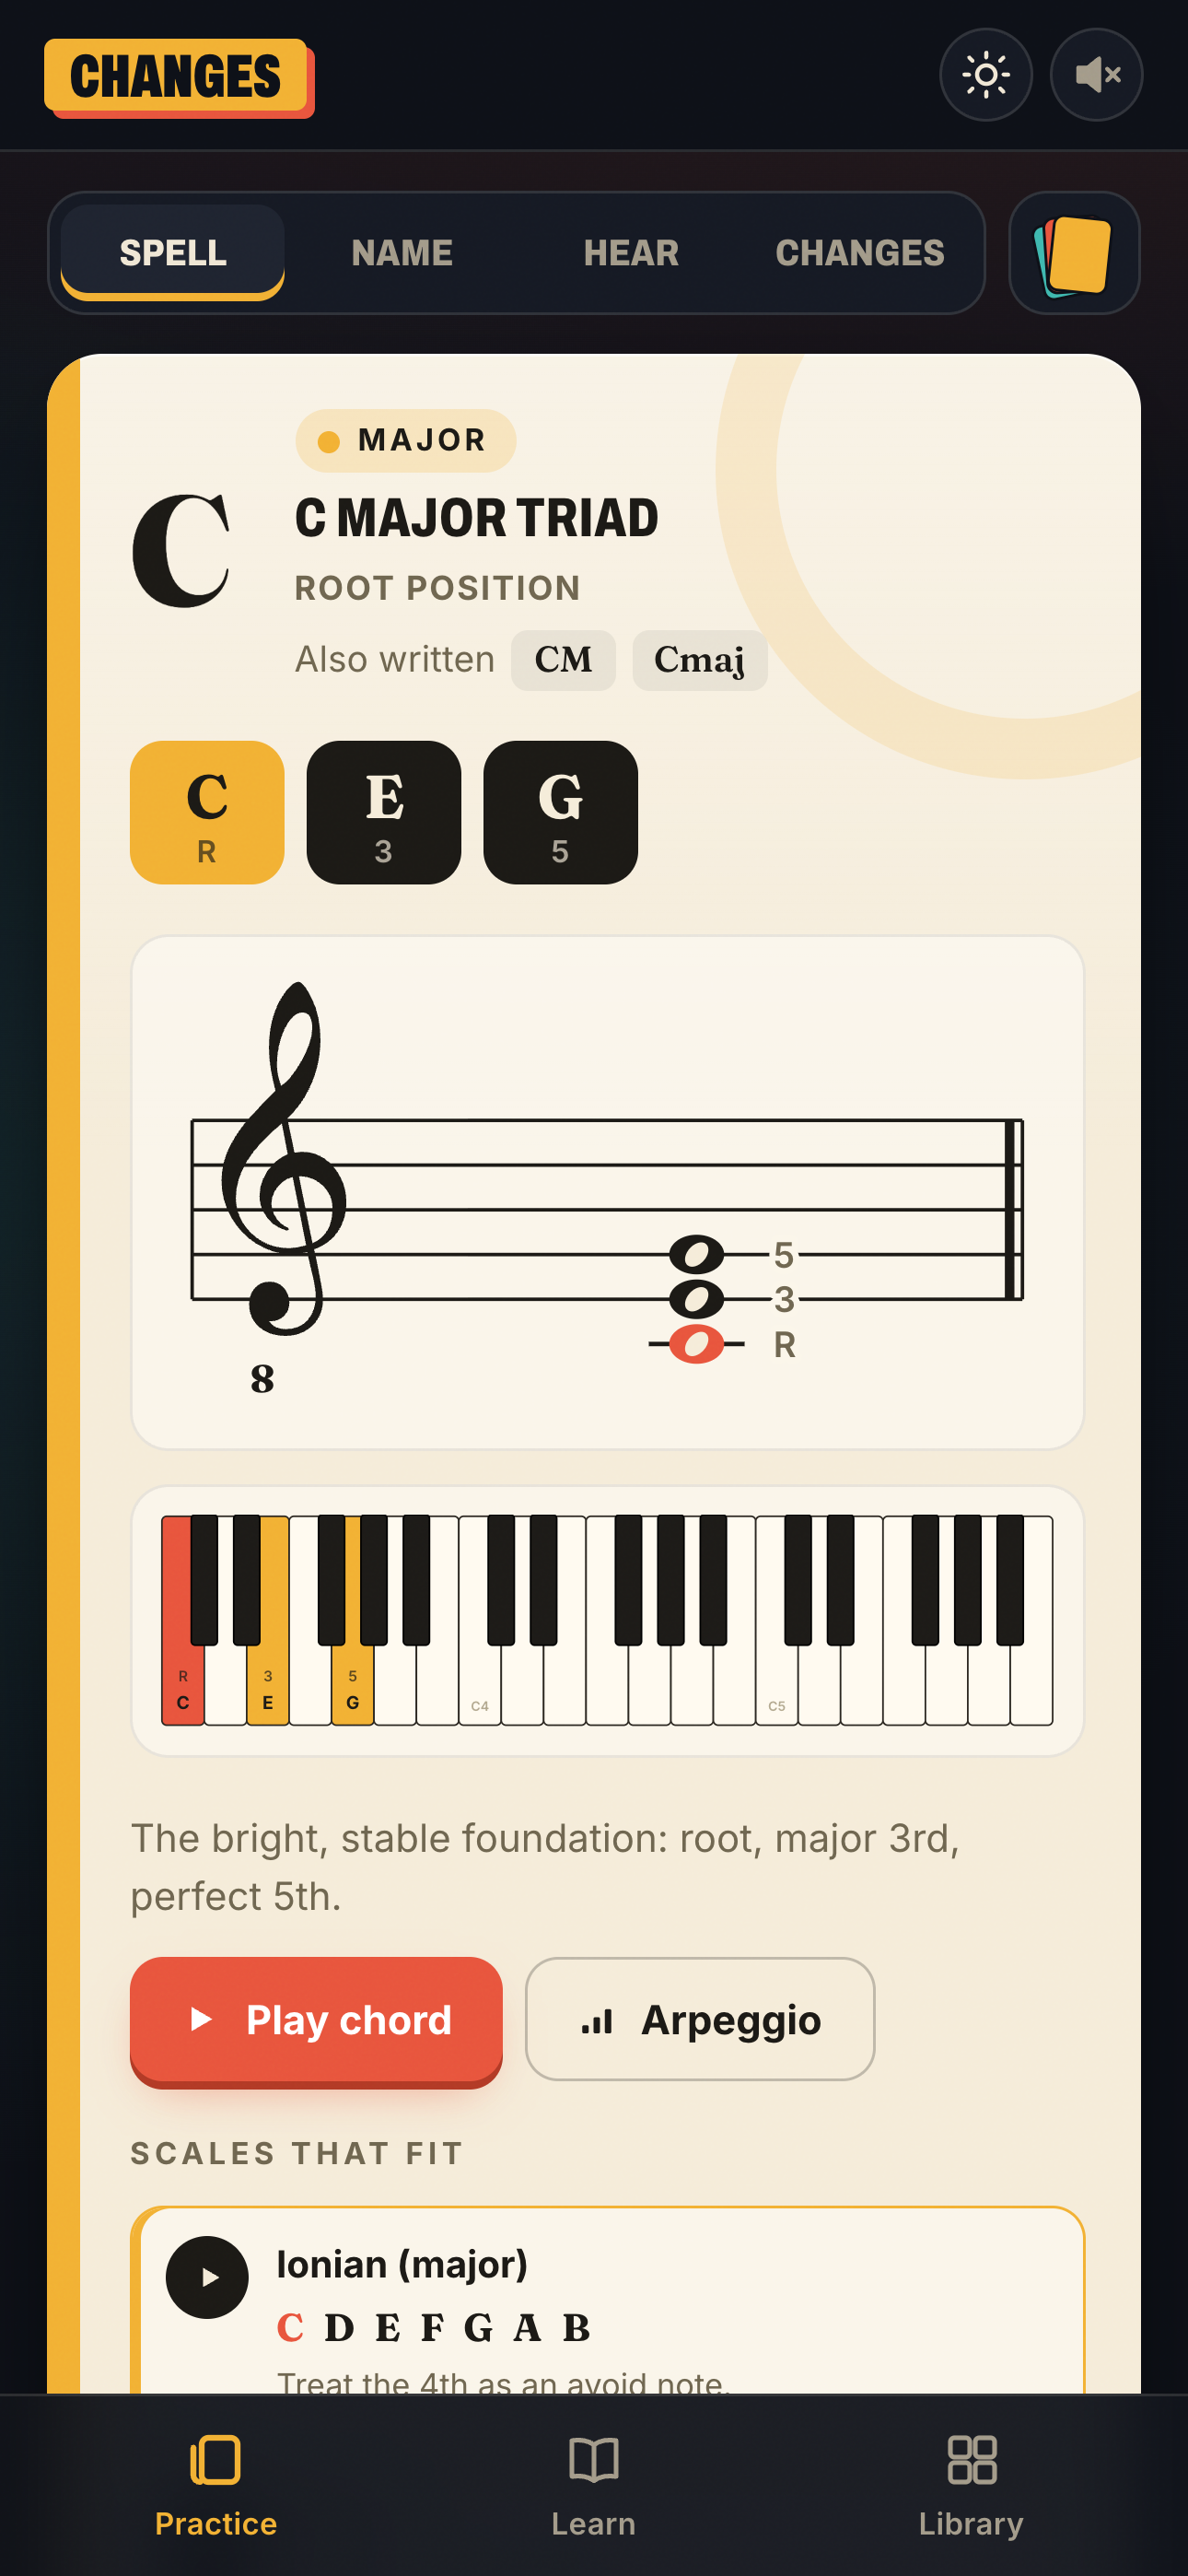 CHANGES
SPELL NAME HEAR CHANGES
MAJOR
C
C MAJOR TRIAD
ROOT POSITION
Also written CM Cmaj
C E G
R 3 5
5
3
R
8
R 3 5
C E G C4 C5
The bright, stable foundation: root, major 3rd,
perfect 5th.
Play chord Arpeggio
SCALES THAT FIT
Ionian (major)
C D E F G A B
Treat the 4th as an avoid note.
Practice Learn Library